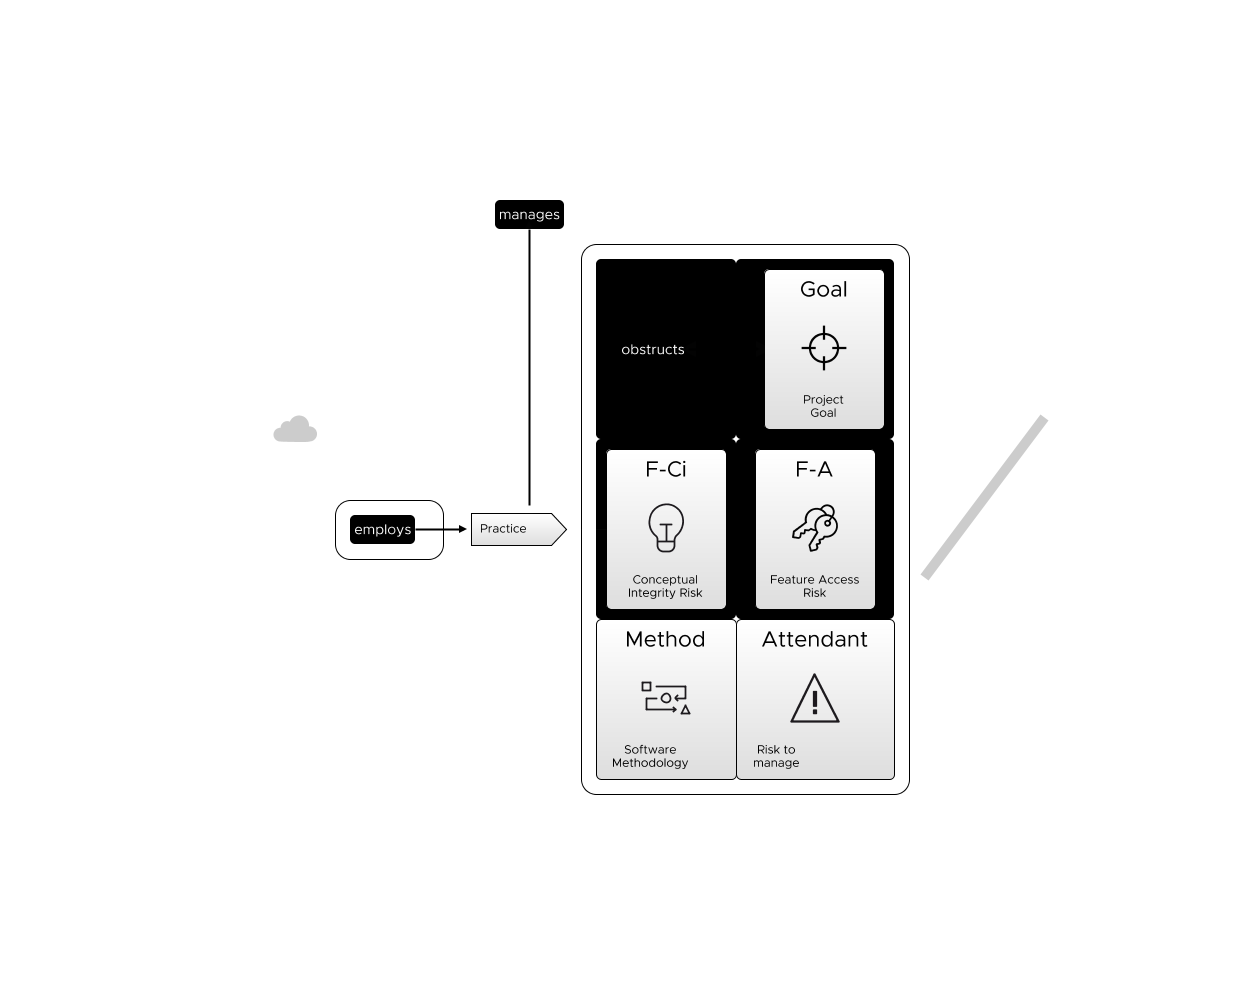 manages
Goal
obstructs
Project
Goal
F-Ci
F-A
employs
Practice
Conceptual
Integrity Risk
Feature Access
Risk
Method
Attendant
Software
Methodology
Risk to
manage